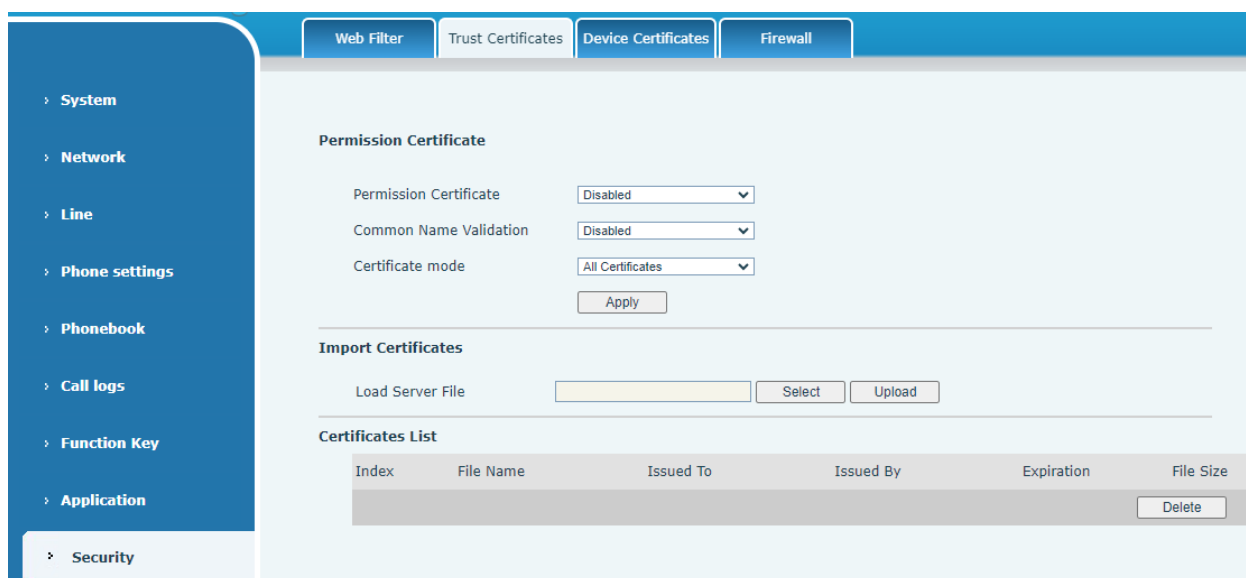 Web Filter Trust Certificates Device Certificates Firewall
System
Network
Line
Phone settings
Phonebook
Call logs
Function Key
Application
Security
Permission Certificate
Permission Certificate Disabled
Common Name Validation Disabled
Certificate mode All Certificates
Apply
Import Certificates
Load Server File Select Upload
Certificates List
Index File Name Issued To Issued By Expiration File Size
Delete